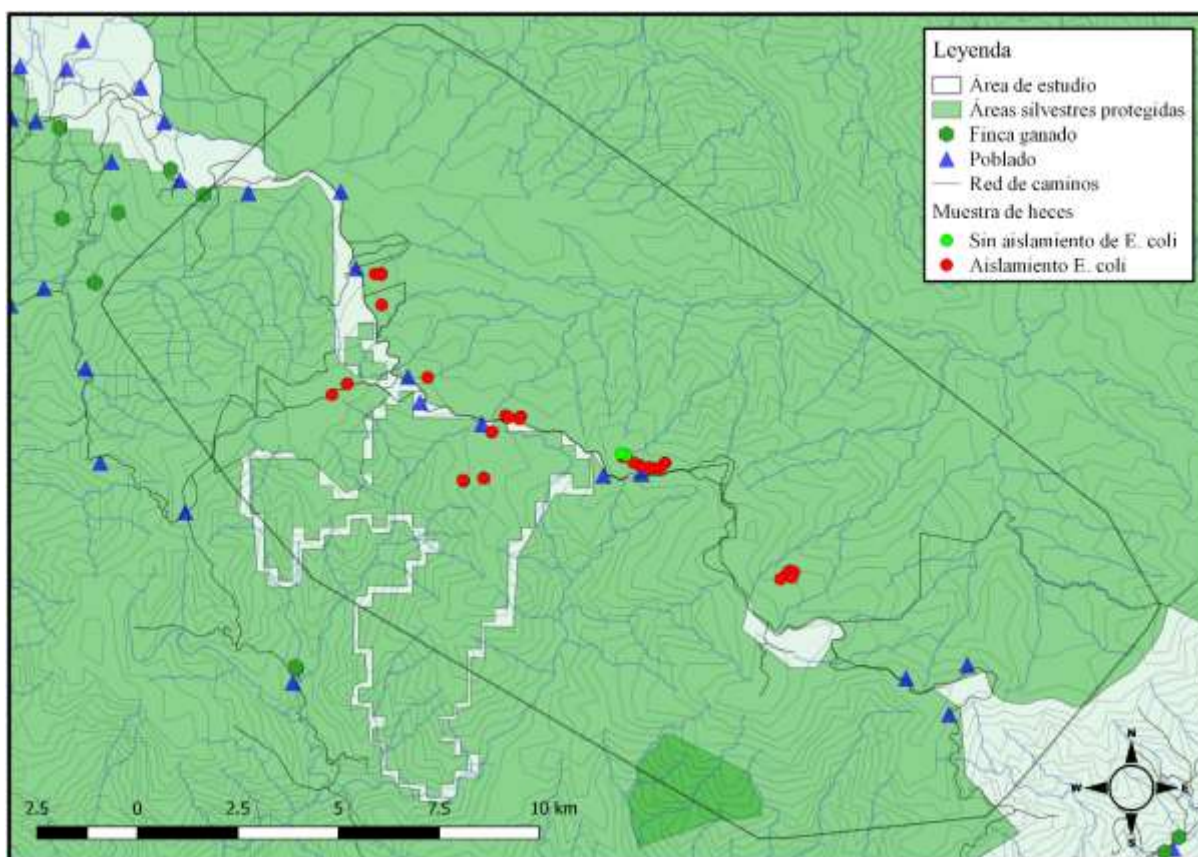 Leyenda
Área de estudio
Áreas silvestres protegidas
Finca ganado
Poblado
Red de caminos
Muestra de heces
Sin aislamiento de E. coli
Aislamiento E. coli
N
W E
S
2.5 0 2.5 5 7.5 10 km